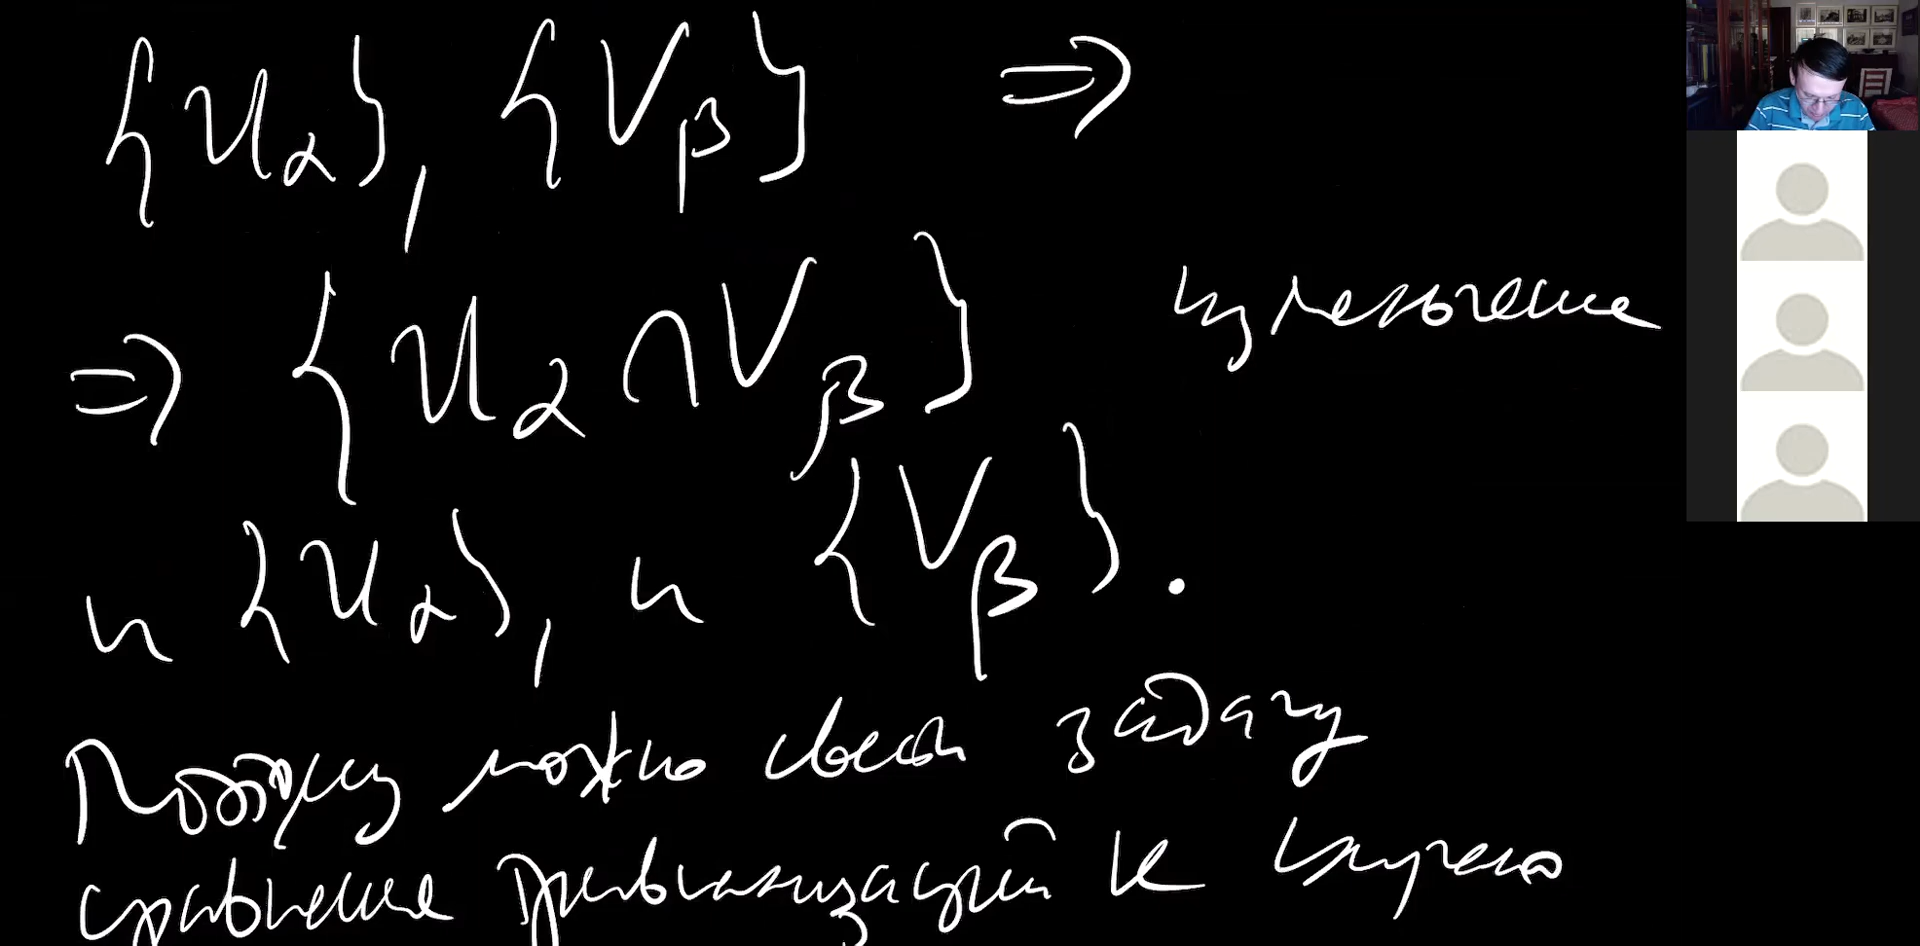 {U_α}, {V_β} ⇒
⇒ {U_α ∩ V_β} измельчение
и {U_α}, и {V_β}.
Поэтому можно свести задачу
сравнение тривиализаций к случаю